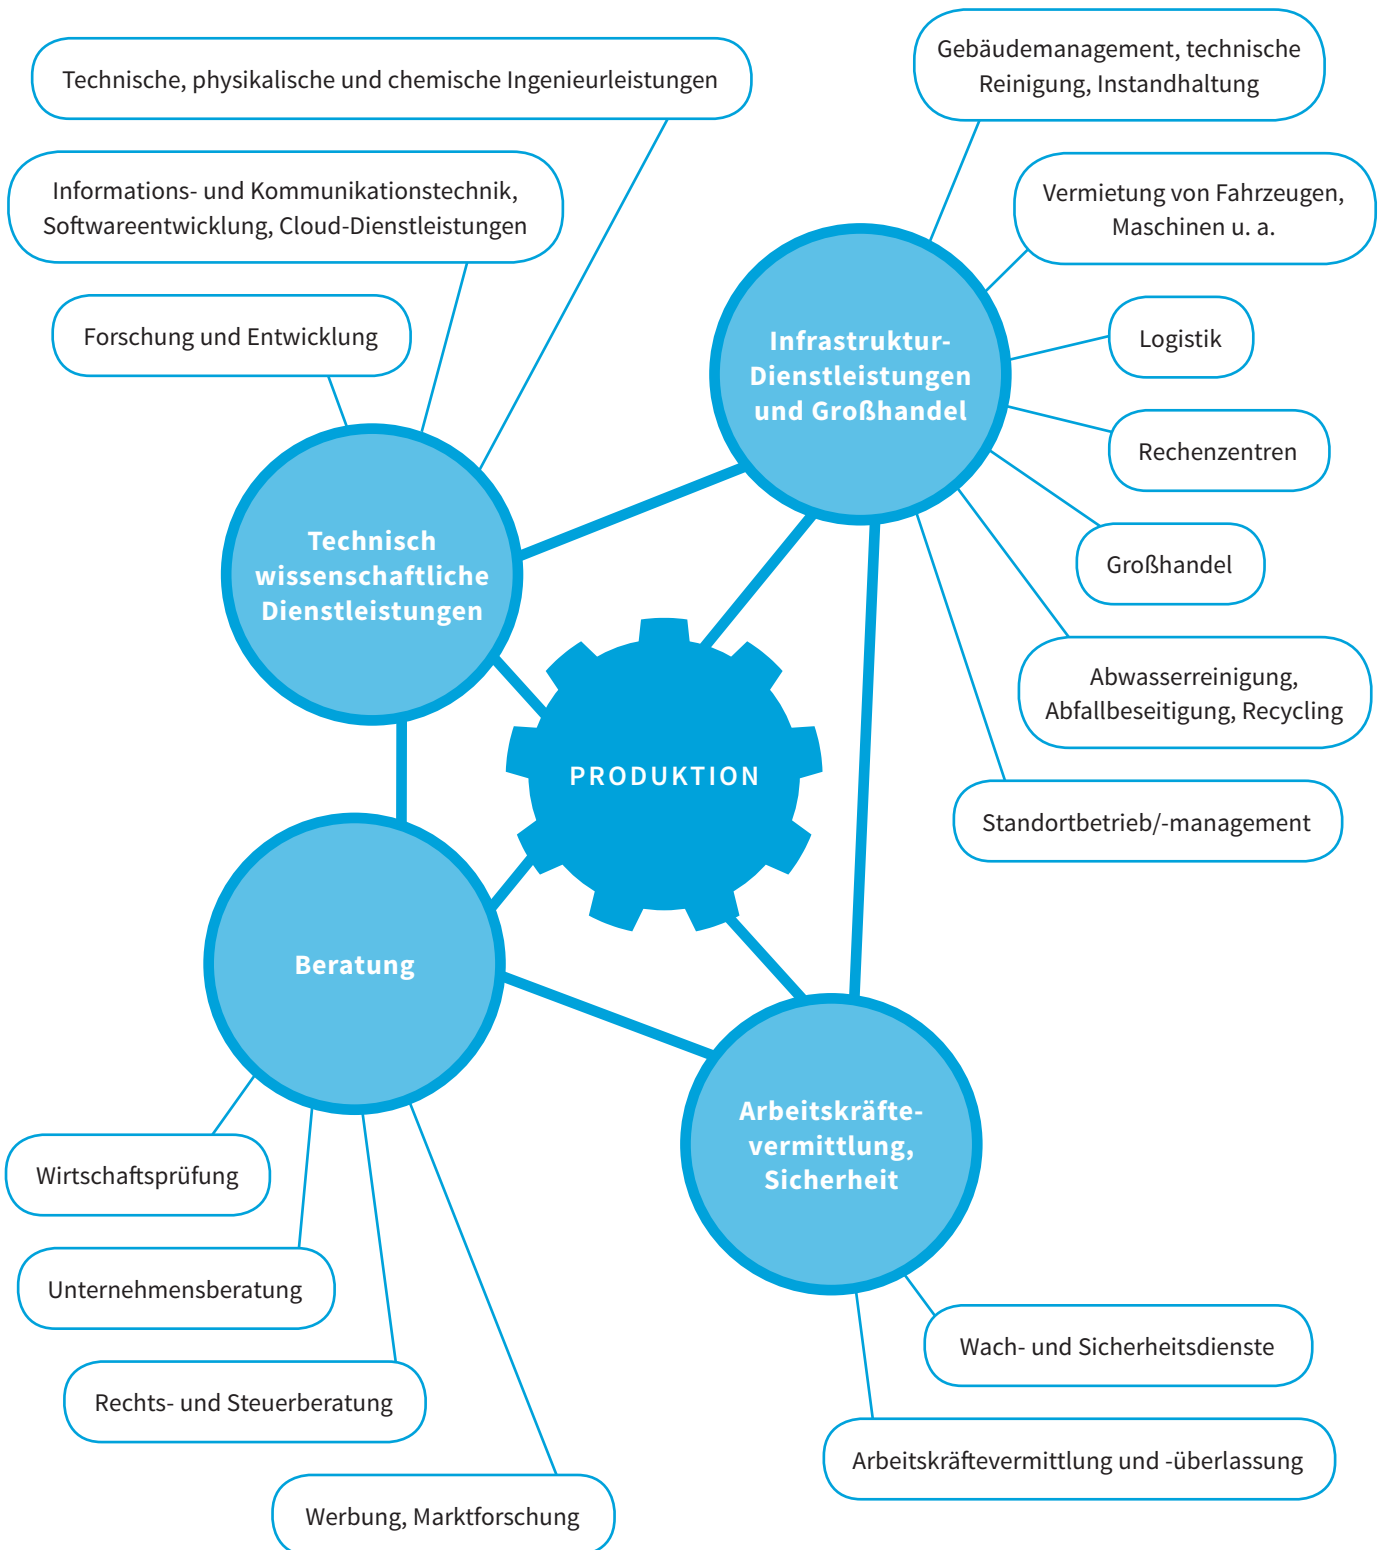 Technische, physikalische und chemische Ingenieurleistungen
Informations- und Kommunikationstechnik,
Softwareentwicklung, Cloud-Dienstleistungen
Forschung und Entwicklung
Technisch
wissenschaftliche
Dienstleistungen
Gebäudemanagement, technische
Reinigung, Instandhaltung
Vermietung von Fahrzeugen,
Maschinen u. a.
Logistik
Rechenzentren
Großhandel
Abwasserreinigung,
Abfallbeseitigung, Recycling
Standortbetrieb/-management
Infrastruktur-
Dienstleistungen
und Großhandel
PRODUKTION
Beratung
Wirtschaftsprüfung
Unternehmensberatung
Rechts- und Steuerberatung
Werbung, Marktforschung
Arbeitskräfte-
vermittlung,
Sicherheit
Wach- und Sicherheitsdienste
Arbeitskräftevermittlung und -überlassung